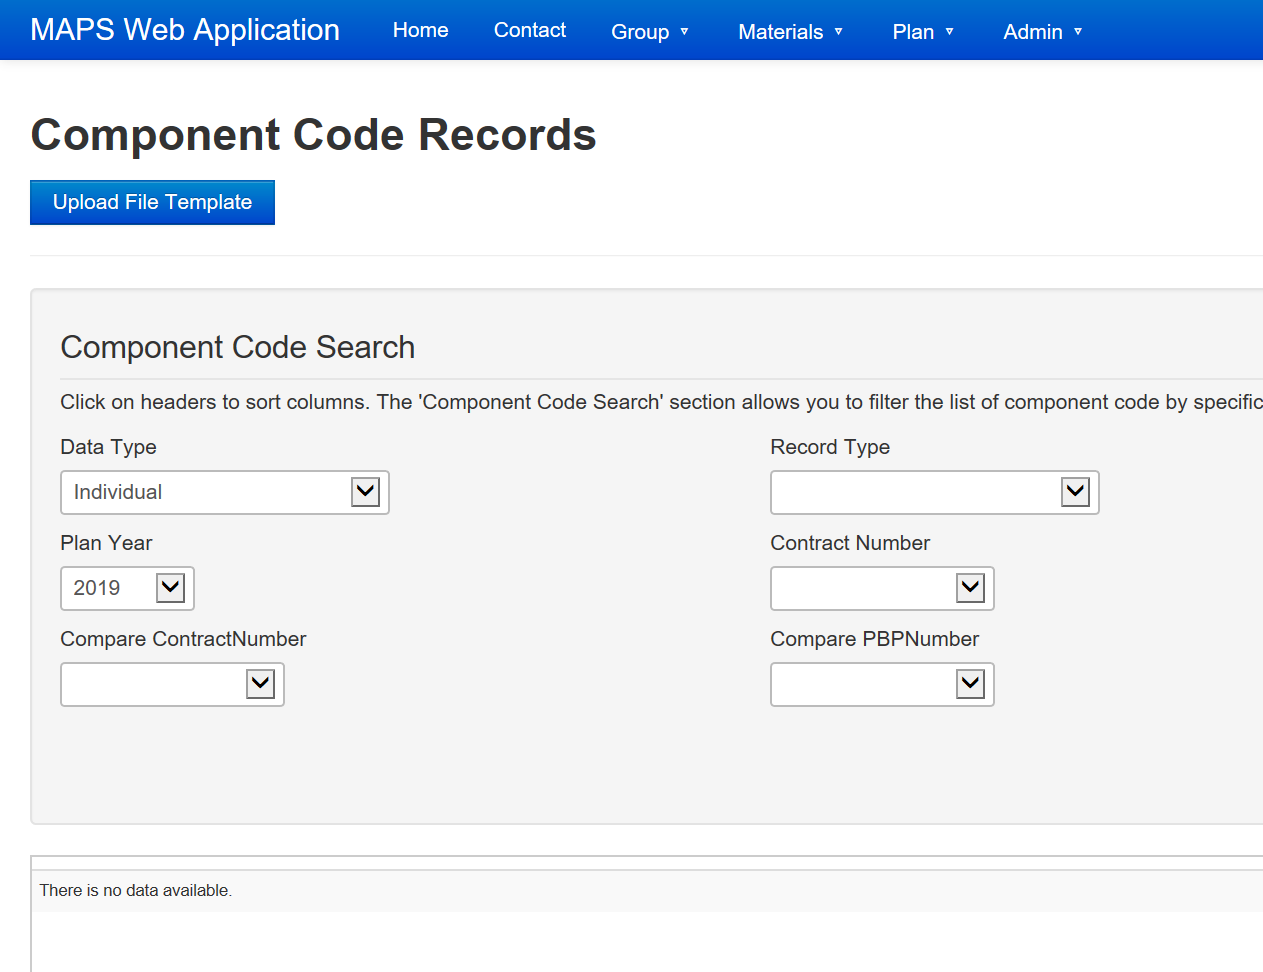 MAPS Web Application Home Contact Group Materials Plan Admin
Component Code Records
Upload File Template
Component Code Search
Click on headers to sort columns. The 'Component Code Search' section allows you to filter the list of component code by specific
Data Type Record Type
Individual
Plan Year Contract Number
2019
Compare ContractNumber Compare PBPNumber
There is no data available.